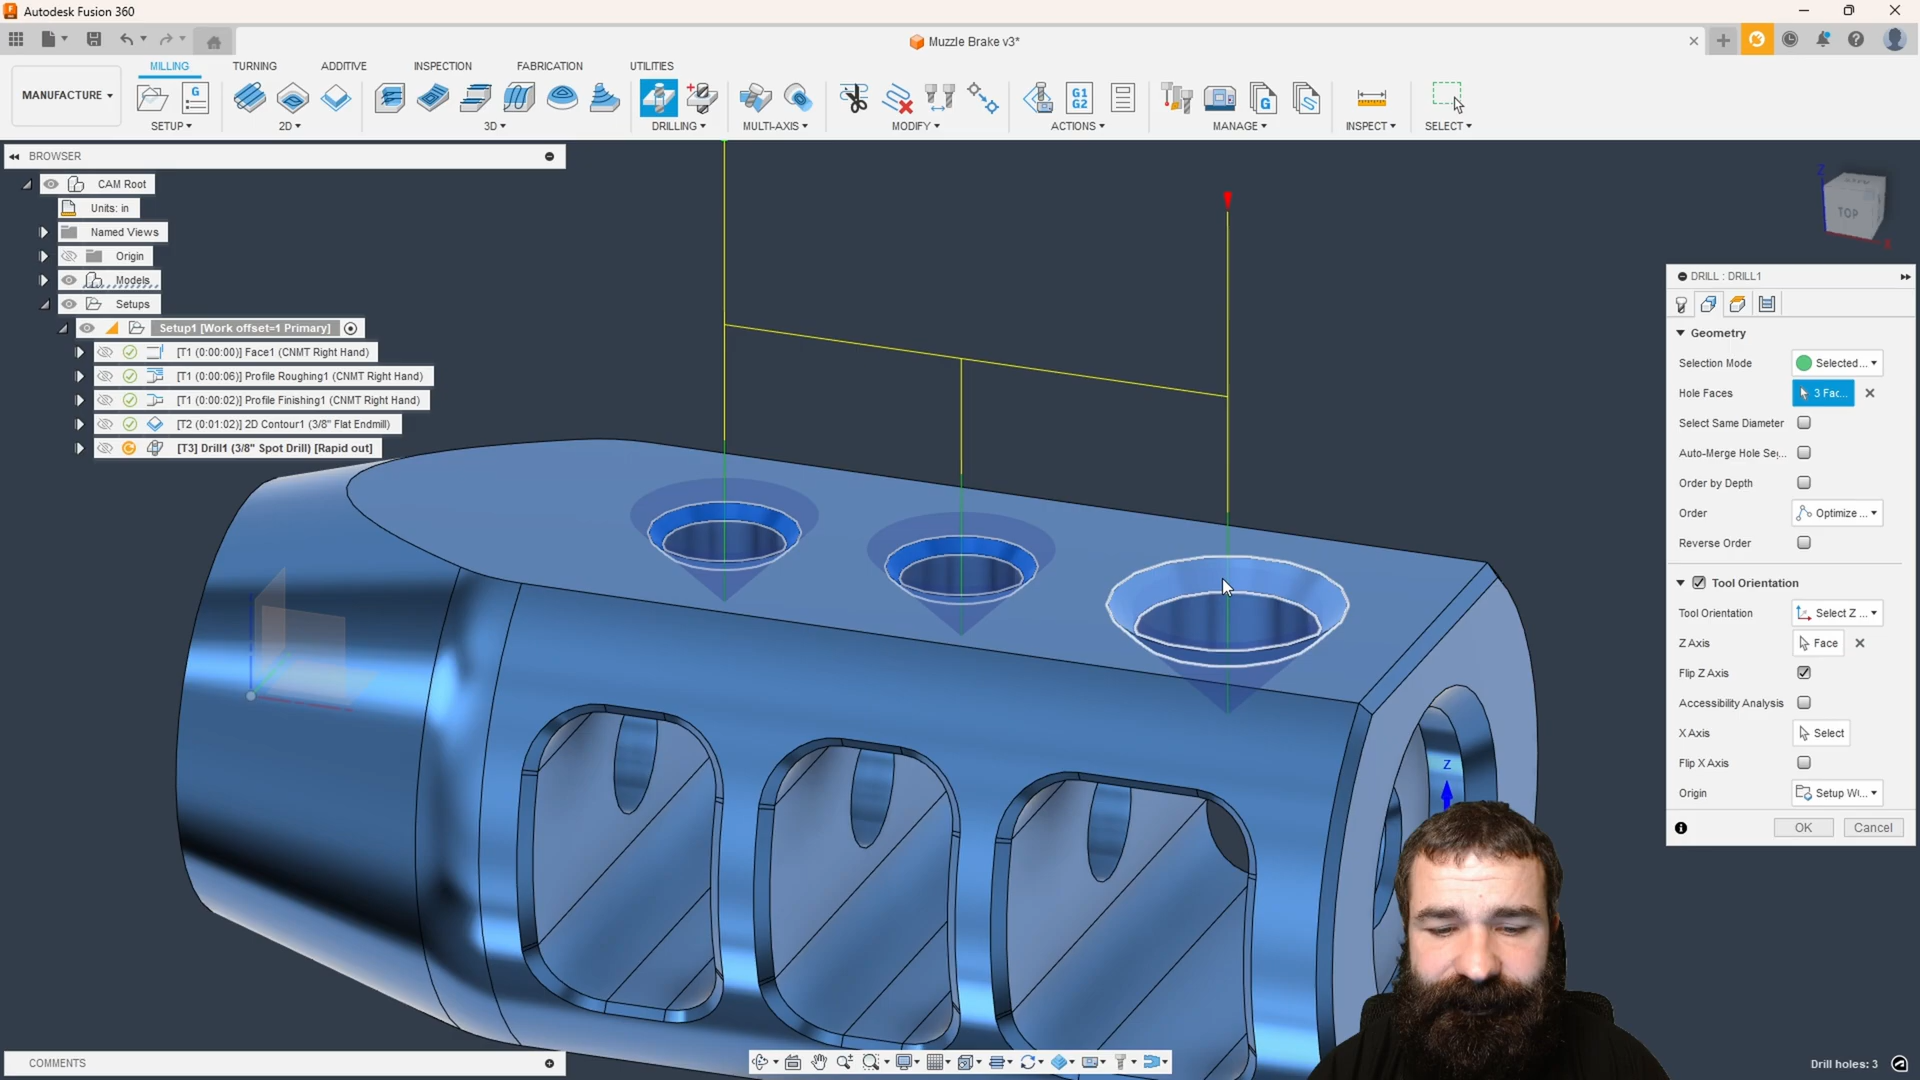 Autodesk Fusion 360
Muzzle Brake v3*
MILLING TURNING ADDITIVE INSPECTION FABRICATION UTILITIES
MANUFACTURE
G G1 G2 G
SETUP 2D 3D DRILLING MULTI-AXIS MODIFY ACTIONS MANAGE INSPECT SELECT
BROWSER
CAM Root
Units: in
Named Views
Origin
Models
Setups
Setup1 [Work offset=1 Primary]
[T1 (0:00:00)] Face1 (CNMT Right Hand)
[T1 (0:00:06)] Profile Roughing1 (CNMT Right Hand)
[T1 (0:00:02)] Profile Finishing1 (CNMT Right Hand)
[T2 (0:01:02)] 2D Contour1 (3/8" Flat Endmill)
[T3] Drill1 (3/8" Spot Drill) [Rapid out]
Z
TOP
X
DRILL : DRILL1
Geometry
Selection Mode Selected...
Hole Faces 3 Fac...
Select Same Diameter
Auto-Merge Hole Se...
Order by Depth
Order Optimize ...
Reverse Order
Tool Orientation
Tool Orientation Select Z ...
Z Axis Face
Flip Z Axis
Accessibility Analysis
X Axis Select
Flip X Axis
Origin Setup W...
OK Cancel
Z
COMMENTS
Drill holes: 3